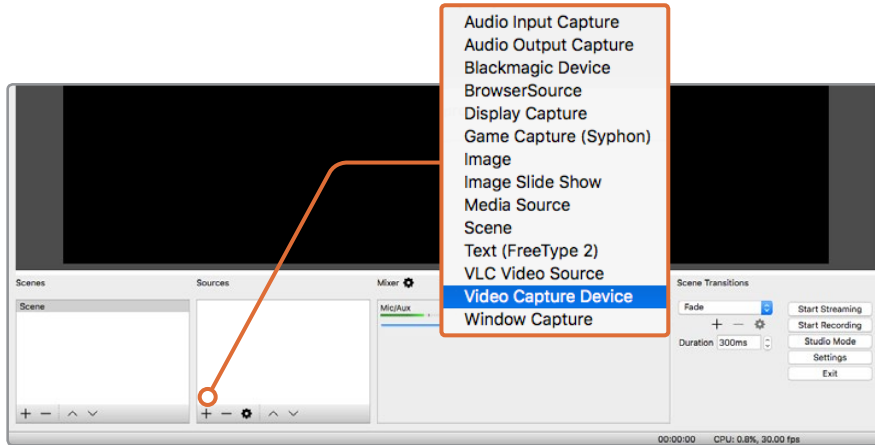 Audio Input Capture
Audio Output Capture
Blackmagic Device
BrowserSource
Display Capture
Game Capture (Syphon)
Image
Image Slide Show
Media Source
Scene
Text (FreeType 2)
VLC Video Source
Video Capture Device
Window Capture
Scenes
Scene
Sources
Mixer
Mic/Aux
Scene Transitions
Fade
Duration 300ms
Start Streaming
Start Recording
Studio Mode
Settings
Exit
00:00:00 CPU: 0.8%, 30.00 fps